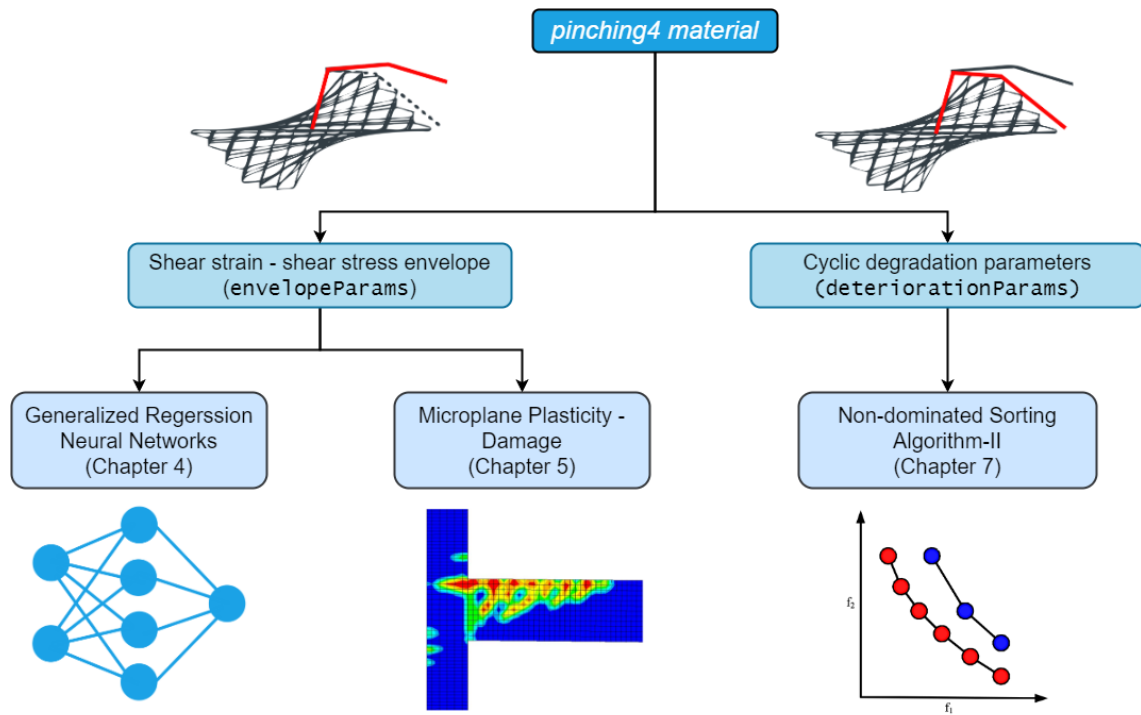 pinching4 material
Shear strain - shear stress envelope
(envelopeParams)
Cyclic degradation parameters
(deteriorationParams)
Generalized Regerssion
Neural Networks
(Chapter 4)
Microplane Plasticity -
Damage
(Chapter 5)
Non-dominated Sorting
Algorithm-II
(Chapter 7)
f₂
f₁